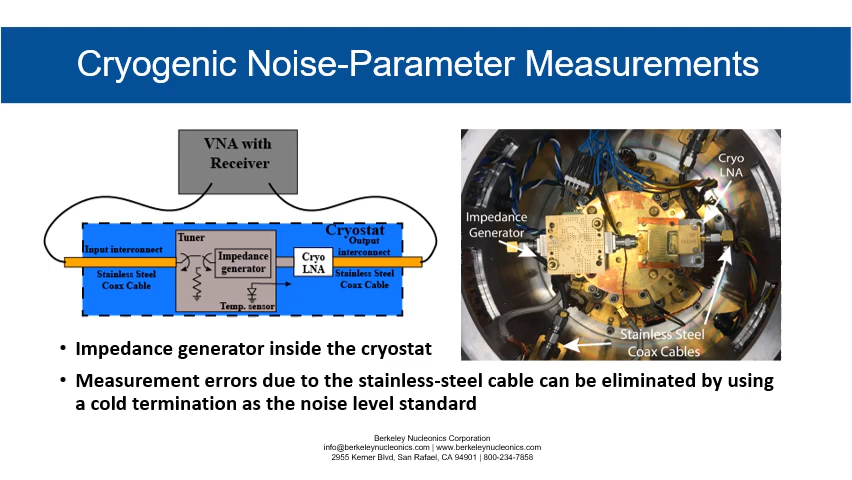 Cryogenic Noise-Parameter Measurements
VNA with
Receiver
Cryostat
Input interconnect
Tuner
Impedance
generator
Cryo
LNA
Output
interconnect
Stainless Steel
Coax Cable
Stainless Steel
Coax Cable
Temp. sensor
Cryo
LNA
Impedance
Generator
Stainless Steel
Coax Cables
• Impedance generator inside the cryostat
• Measurement errors due to the stainless-steel cable can be eliminated by using
a cold termination as the noise level standard
Berkeley Nucleonics Corporation
info@berkeleynucleonics.com | www.berkeleynucleonics.com
2955 Kerner Blvd, San Rafael, CA 94901 | 800-234-7858